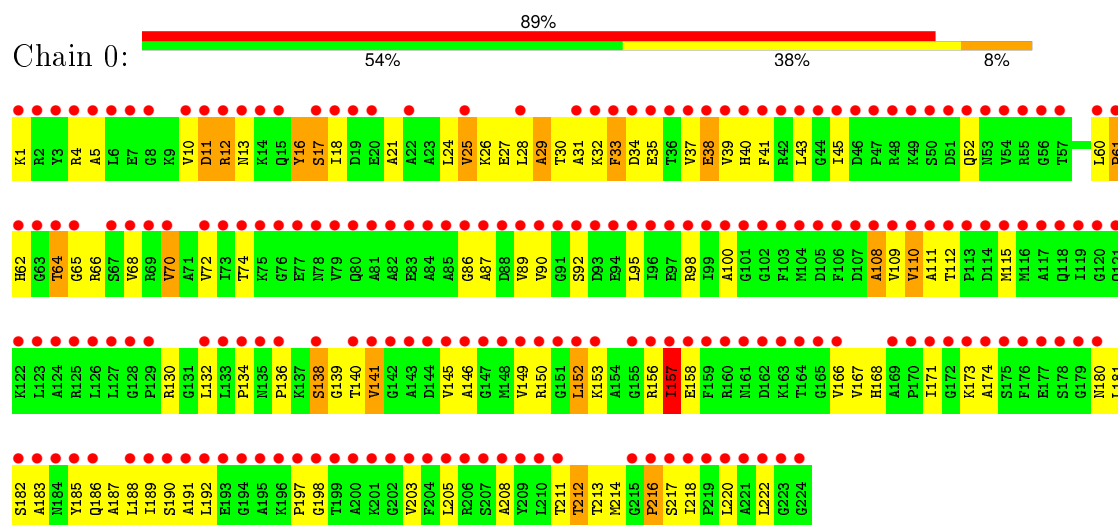 Chain 0:
89%
54% 38% 8%
K1 R2 Y3 R4 A5 L6 E7 G8 K9 V10 D11 R12 N13 K14 Q15 Y16 S17 I18 D19 E20 A21 A22 A23 L24 V25 K26 E27 L28 A29 T30 A31 K32 F33 D34 E35 T36 V37 E38 V39 H40 F41 R42 L43 G44 I45 D46 P47 R48 K49 S50 D51 Q52 N53 V54 R55 G56 T57 L60
H62 G63 T64 G65 R66 S67 V68 R69 V70 A71 V72 I73 T74 K75 G76 E77 N78 V79 Q80 A81 A82 E83 A84 A85 G86 A87 D88 V89 V90 G91 S92 D93 E94 L95 I96 E97 R98 I99 A100 G101 G102 F103 M104 D105 F106 D107 A108 V109 V110 A111 T112 P113 D114 M115 M116 A117 Q118 I119 G120
K122 L123 A124 R125 L126 L127 G128 P129 R130 G131 L132 L133 P134 N135 P136 K137 S138 G139 T140 V141 G142 A143 D144 V145 A146 G147 M148 V149 R150 G151 L152 K153 A154 G155 R156 I157 E158 F159 R160 N161 D162 K163 T164 G165 V166 V167 H168 A169 P170 I171 G172 K173 A174 S175 F176 E177 S178 G179 N180 L181
S182 A183 N184 Y185 Q186 A187 L188 I189 S190 A191 L192 E193 G194 A195 K196 P197 G198 T199 A200 K201 G202 V203 F204 L205 R206 S207 A208 Y209 L210 T211 T212 T213 M214 G215 P216 S217 I218 P219 L220 A221 L222 G223 G224